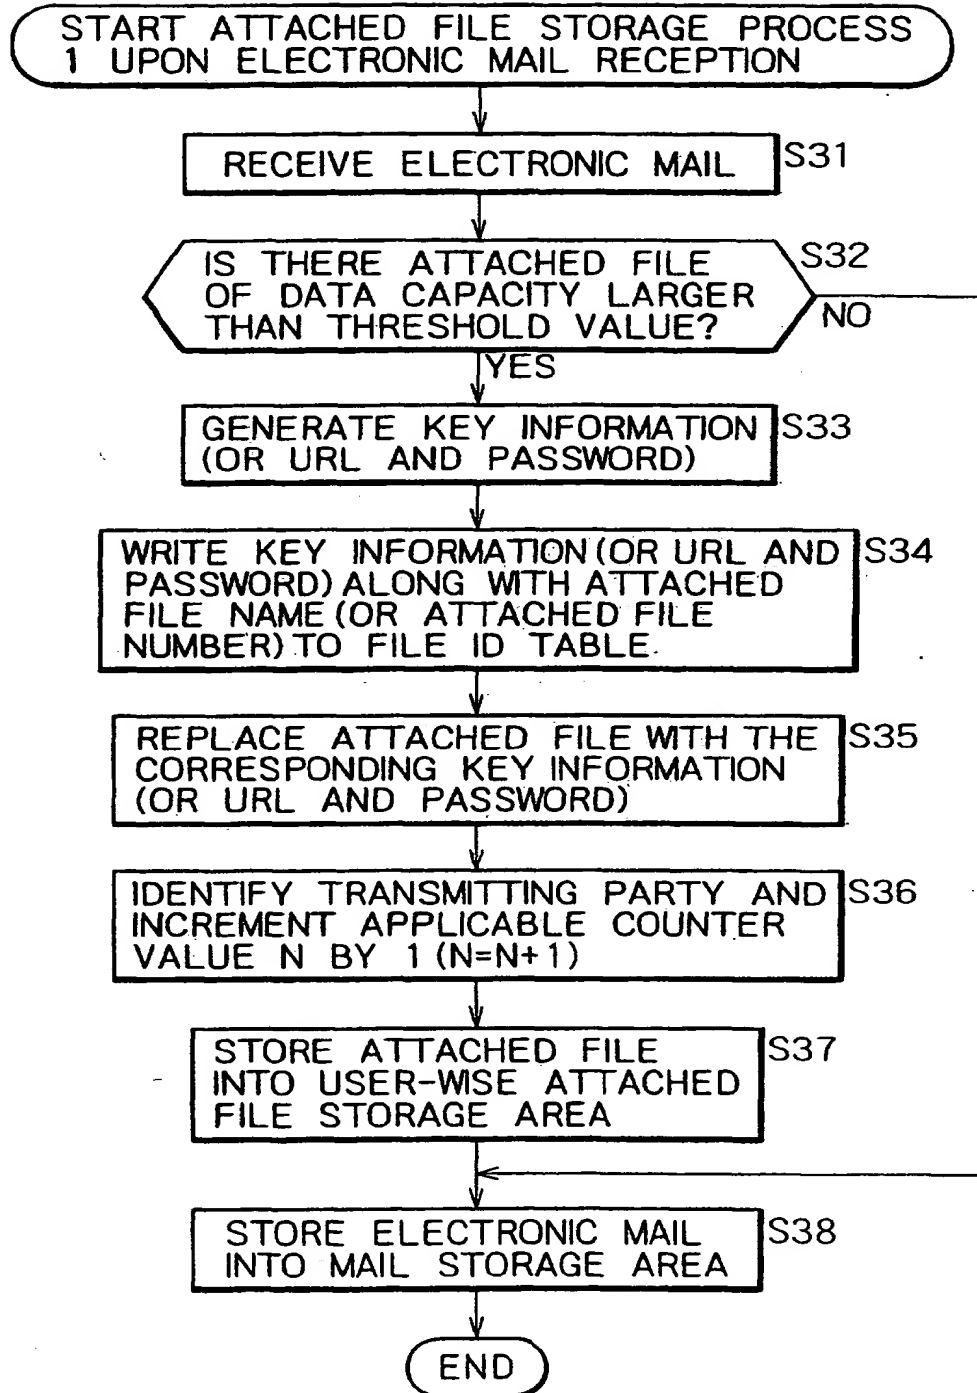 START ATTACHED FILE STORAGE PROCESS
1 UPON ELECTRONIC MAIL RECEPTION
RECEIVE ELECTRONIC MAIL
S31
IS THERE ATTACHED FILE
OF DATA CAPACITY LARGER
THAN THRESHOLD VALUE?
S32
NO
YES
GENERATE KEY INFORMATION
(OR URL AND PASSWORD)
S33
WRITE KEY INFORMATION (OR URL AND
PASSWORD) ALONG WITH ATTACHED
FILE NAME (OR ATTACHED FILE
NUMBER) TO FILE ID TABLE.
S34
REPLACE ATTACHED FILE WITH THE
CORRESPONDING KEY INFORMATION
(OR URL AND PASSWORD)
S35
IDENTIFY TRANSMITTING PARTY AND
INCREMENT APPLICABLE COUNTER
VALUE N BY 1 (N=N+1)
S36
STORE ATTACHED FILE
INTO USER-WISE ATTACHED
FILE STORAGE AREA
S37
STORE ELECTRONIC MAIL
INTO MAIL STORAGE AREA
S38
END